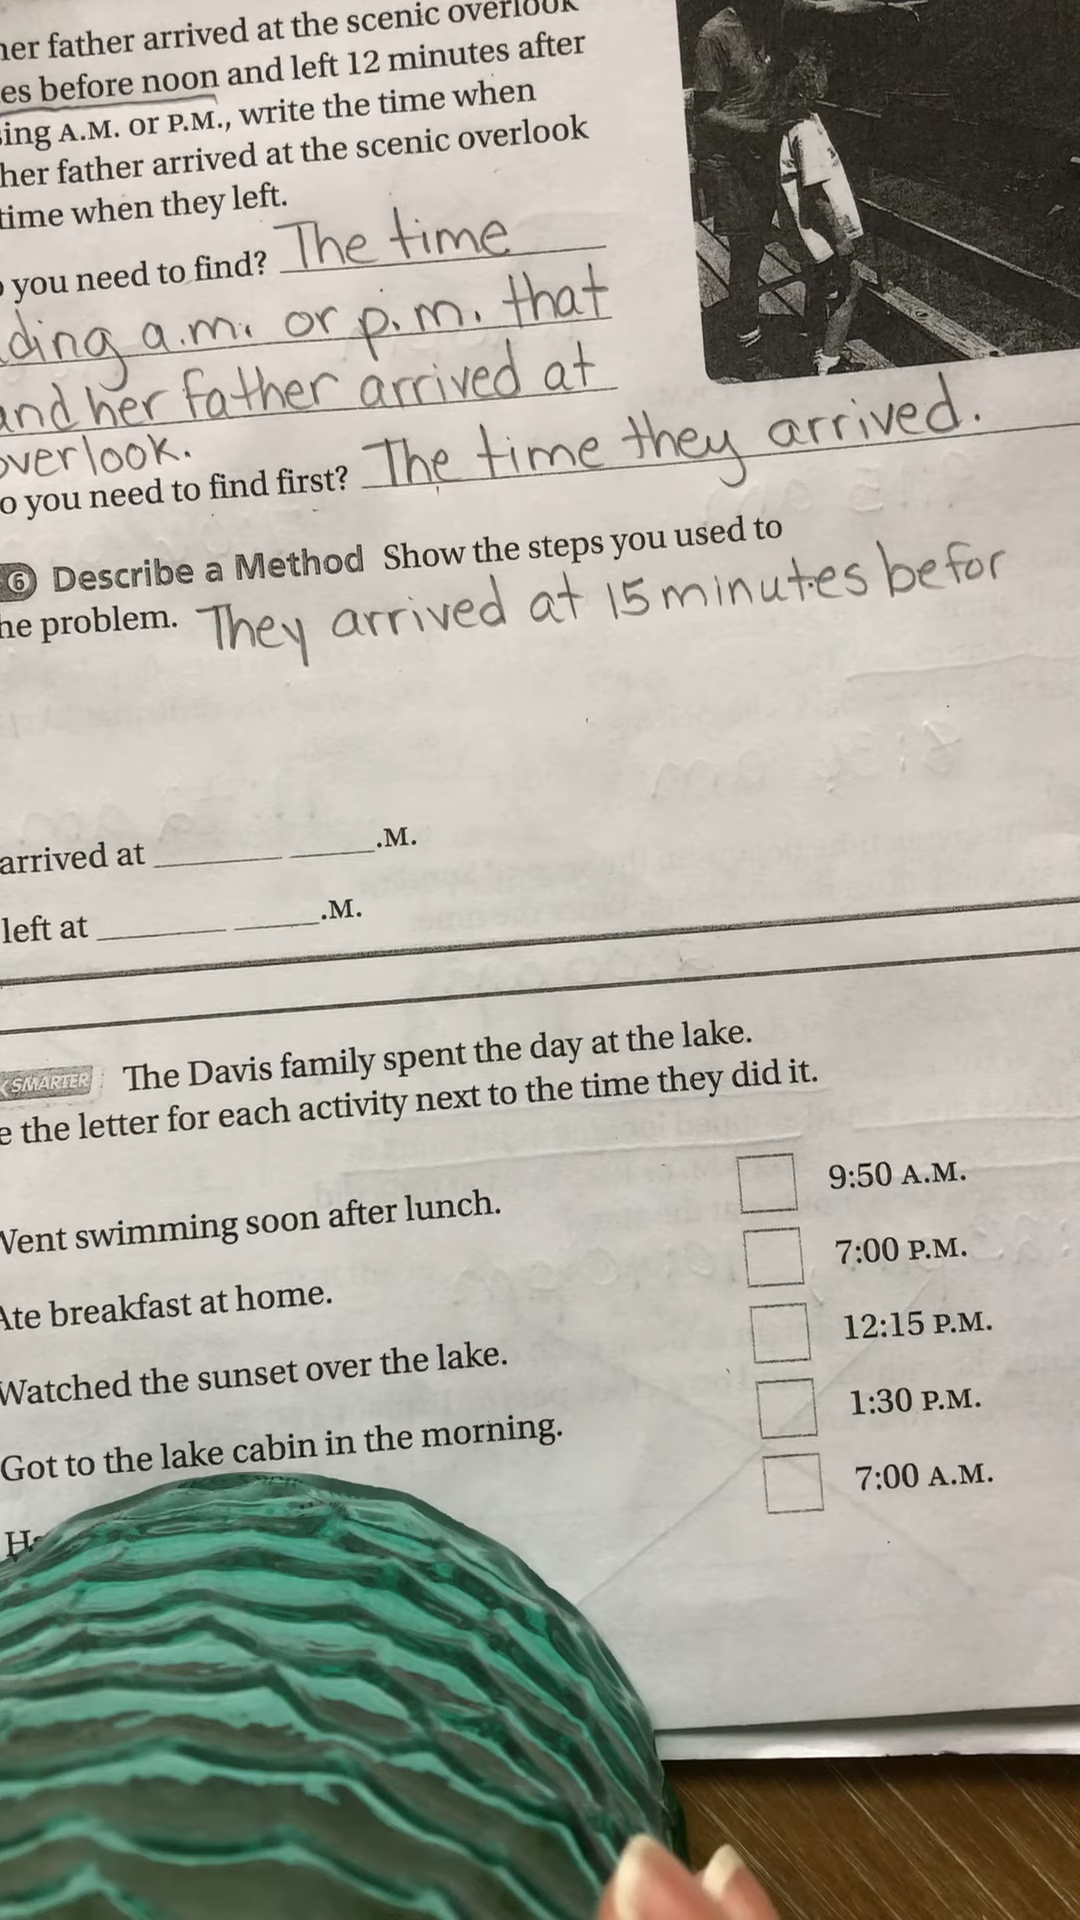 her father arrived at the scenic overlook
es before noon and left 12 minutes after
sing A.M. or P.M., write the time when
her father arrived at the scenic overlook
time when they left.
you need to find? The time
ding a.m. or p.m. that
and her father arrived at
overlook.
o you need to find first? The time they arrived.
6 Describe a Method Show the steps you used to
he problem. They arrived at 15 minutes befor
arrived at .M.
left at .M.
SMARTER The Davis family spent the day at the lake.
e the letter for each activity next to the time they did it.
Went swimming soon after lunch.
9:50 A.M.
Ate breakfast at home.
7:00 P.M.
Watched the sunset over the lake.
12:15 P.M.
Got to the lake cabin in the morning.
1:30 P.M.
7:00 A.M.